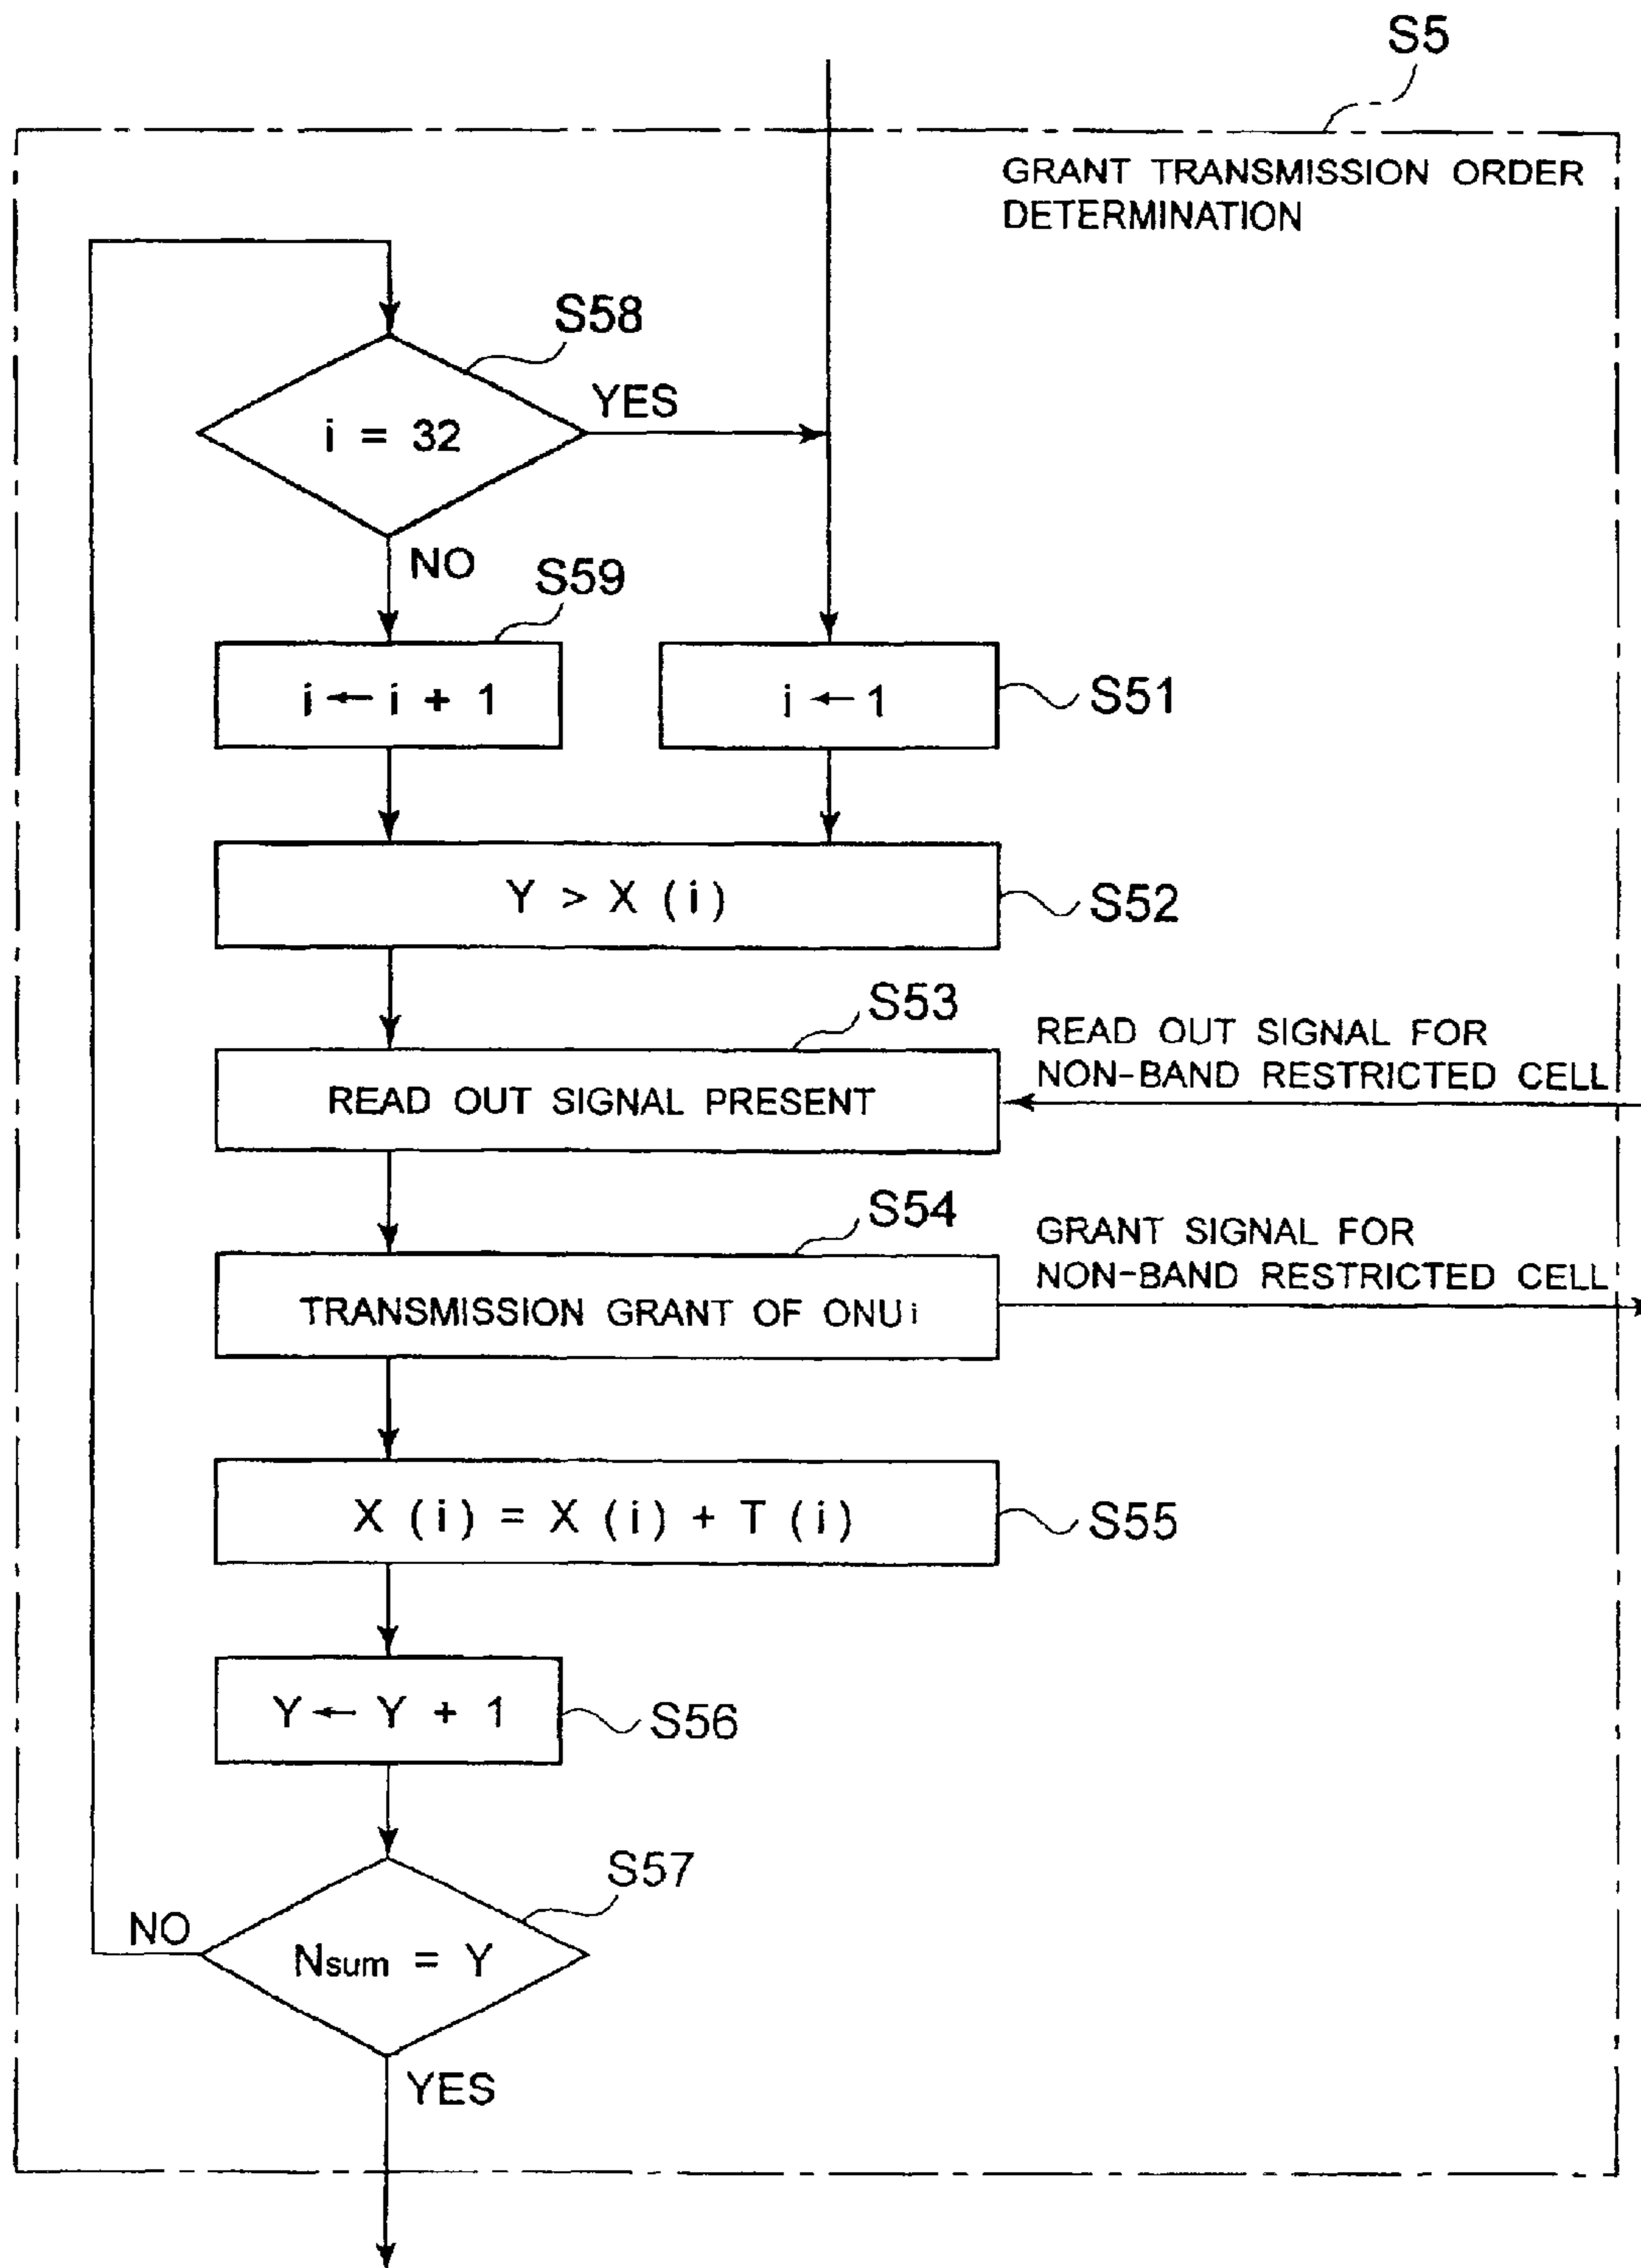 S5
GRANT TRANSMISSION ORDER
DETERMINATION
S58
i = 32
YES
NO
S59
i ← i + 1
i ← 1
S51
Y > X (i)
S52
S53
READ OUT SIGNAL PRESENT
READ OUT SIGNAL FOR
NON-BAND RESTRICTED CELL
S54
TRANSMISSION GRANT OF ONU i
GRANT SIGNAL FOR
NON-BAND RESTRICTED CELL
X (i) = X (i) + T (i)
S55
Y ← Y + 1
S56
S57
NO
Nsum = Y
YES